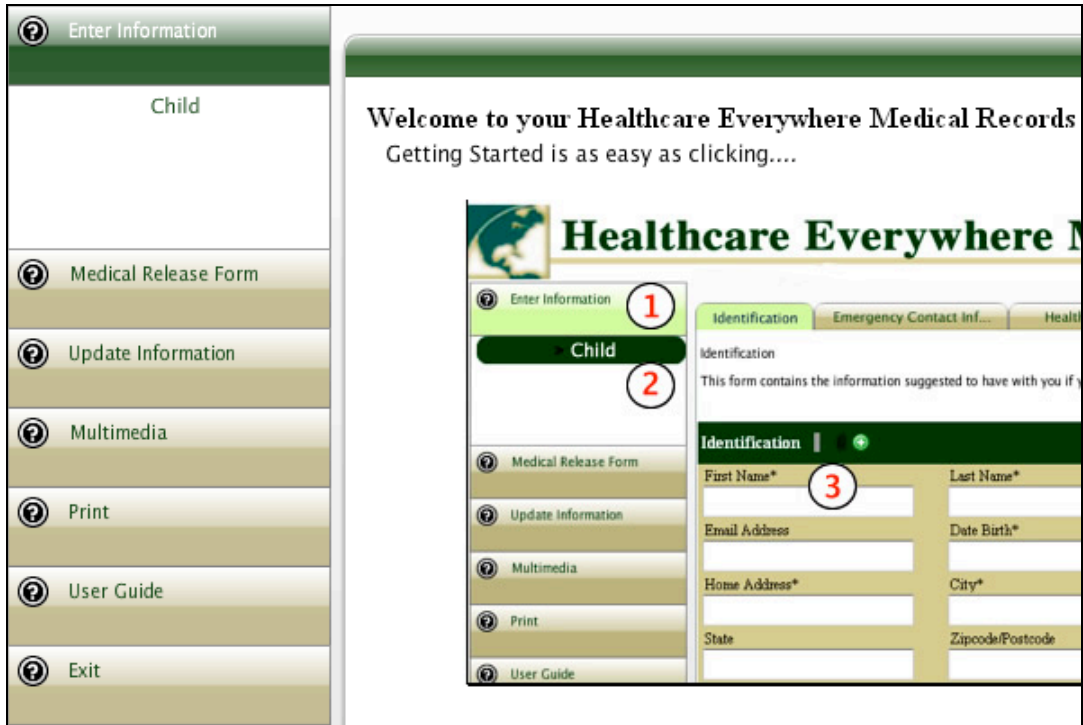 Enter Information
Child
Medical Release Form
Update Information
Multimedia
Print
User Guide
Exit
Welcome to your Healthcare Everywhere Medical Records
Getting Started is as easy as clicking....
Healthcare Everywhere
Enter Information
1
Child
2
Medical Release Form
Update Information
Multimedia
Print
User Guide
Identification Emergency Contact Inf...
Identification
This form contains the information suggested to have with you if
Identification
3
First Name* Last Name*
Email Address Date Birth*
Home Address* City*
State Zipcode/Postcode